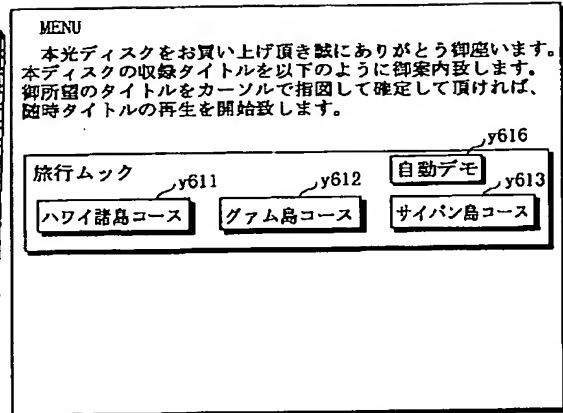 MENU
本光ディスクをお買い上げ頂き誠にありがとう御座います。
本ディスクの収録タイトルを以下のように御案内致します。
御所望のタイトルをカーソルで指図して確定して頂ければ、
随時タイトルの再生を開始致します。
y616
旅行ムック y611 y612 自動デモ y613
ハワイ諸島コース グァム島コース サイパン島コース